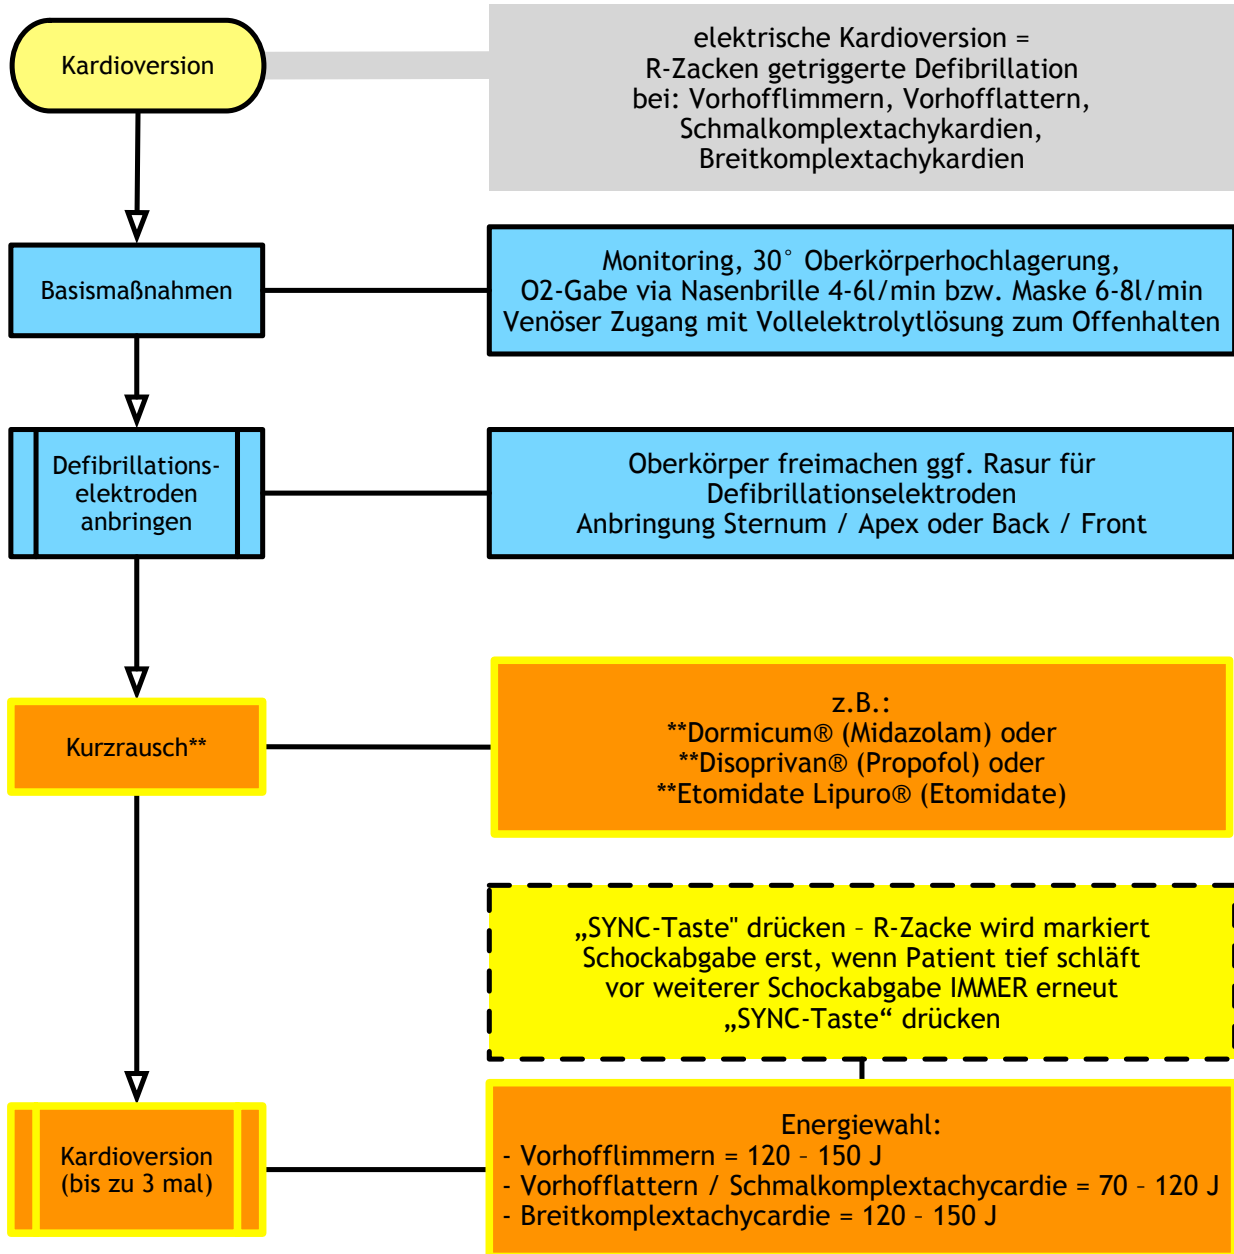 Kardioversion
elektrische Kardioversion =
R-Zacken getriggerte Defibrillation
bei: Vorhofflimmern, Vorhofflattern,
Schmalkomplextachykardien,
Breitkomplextachykardien
Basismaßnahmen
Monitoring, 30° Oberkörperhochlagerung,
O2-Gabe via Nasenbrille 4-6l/min bzw. Maske 6-8l/min
Venöser Zugang mit Vollelektrolytlösung zum Offenhalten
Defibrillations-
elektroden
anbringen
Oberkörper freimachen ggf. Rasur für
Defibrillationselektroden
Anbringung Sternum / Apex oder Back / Front
Kurzrausch**
z.B.:
**Dormicum® (Midazolam) oder
**Disoprivan® (Propofol) oder
**Etomidate Lipuro® (Etomidate)
„SYNC-Taste" drücken – R-Zacke wird markiert
Schockabgabe erst, wenn Patient tief schläft
vor weiterer Schockabgabe IMMER erneut
„SYNC-Taste“ drücken
Kardioversion
(bis zu 3 mal)
Energiewahl:
- Vorhofflimmern = 120 – 150 J
- Vorhofflattern / Schmalkomplextachycardie = 70 – 120 J
- Breitkomplextachycardie = 120 – 150 J